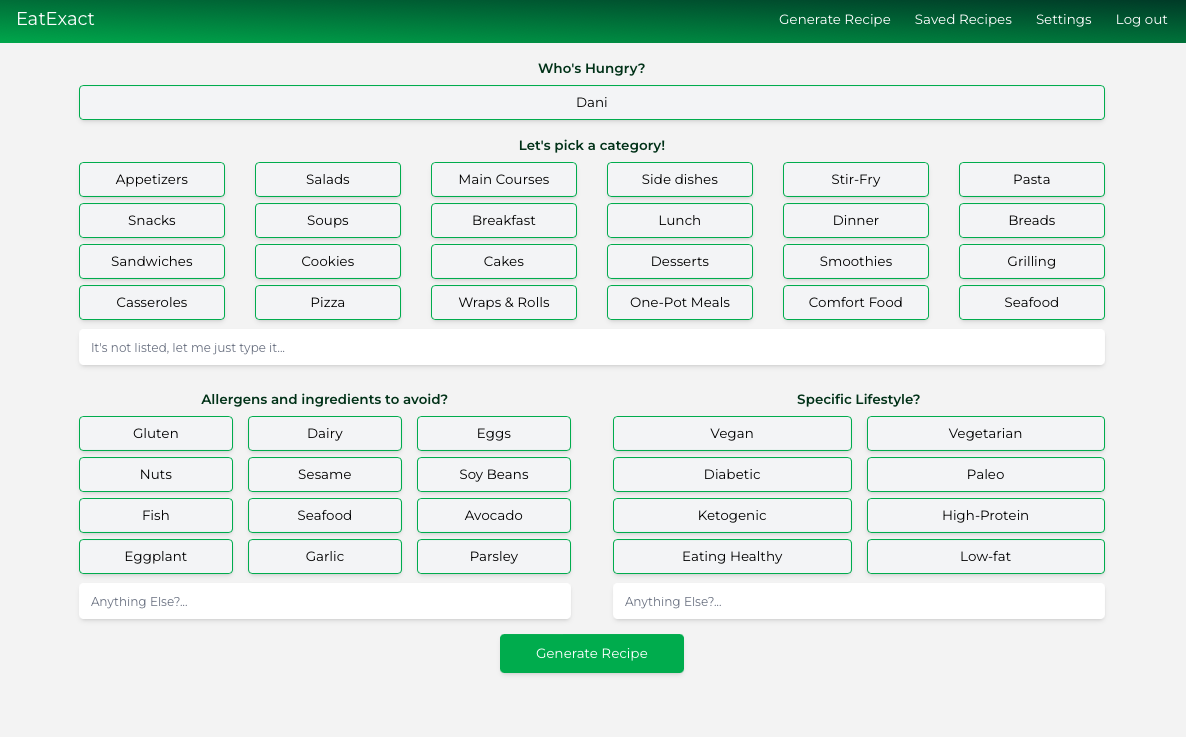 EatExact
Generate Recipe Saved Recipes Settings Log out
Who's Hungry?
Dani
Let's pick a category!
Appetizers Salads Main Courses Side dishes Stir-Fry Pasta
Snacks Soups Breakfast Lunch Dinner Breads
Sandwiches Cookies Cakes Desserts Smoothies Grilling
Casseroles Pizza Wraps & Rolls One-Pot Meals Comfort Food Seafood
It's not listed, let me just type it...
Allergens and ingredients to avoid?
Gluten Dairy Eggs
Nuts Sesame Soy Beans
Fish Seafood Avocado
Eggplant Garlic Parsley
Anything Else?...
Specific Lifestyle?
Vegan Vegetarian
Diabetic Paleo
Ketogenic High-Protein
Eating Healthy Low-fat
Anything Else?...
Generate Recipe